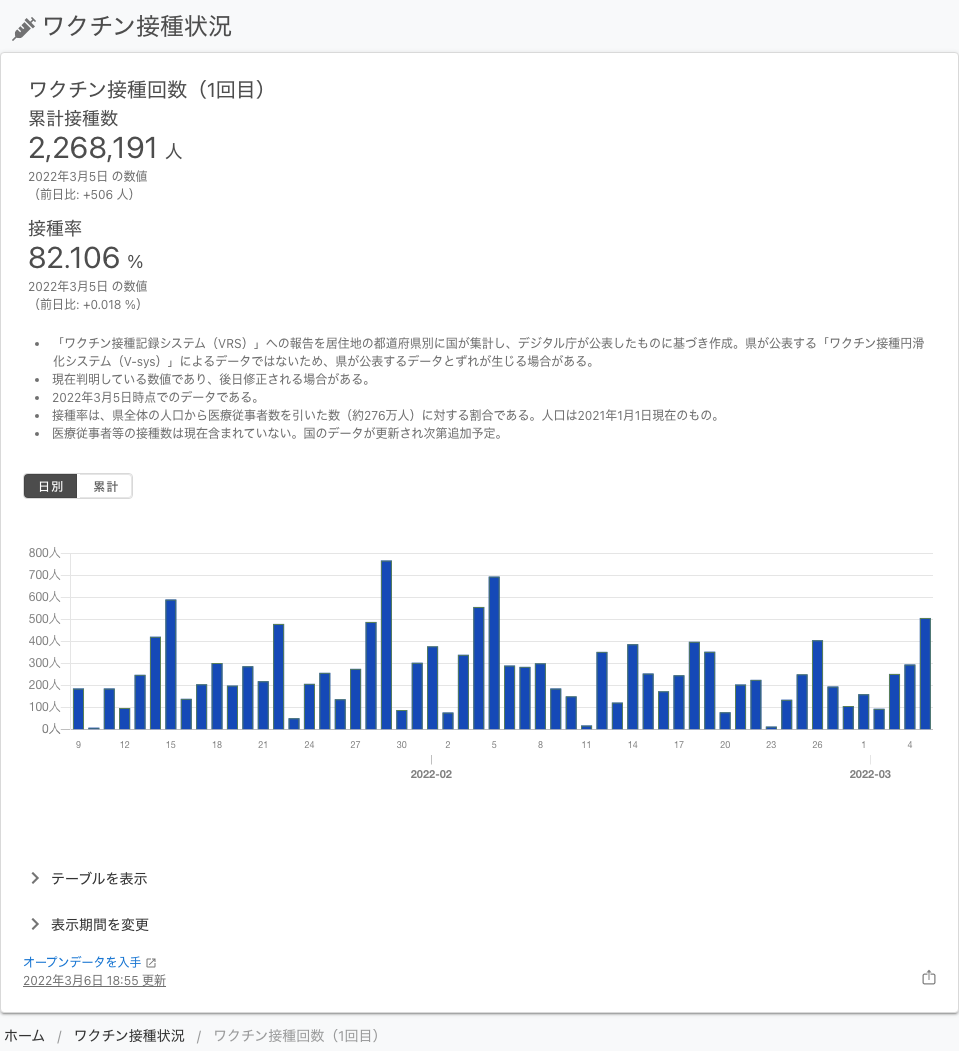 ワクチン接種状況
ワクチン接種回数（1回目）
累計接種数
2,268,191 人
2022年3月5日 の数値
（前日比: +506 人）
接種率
82.106 %
2022年3月5日 の数値
（前日比: +0.018 %）
• 「ワクチン接種記録システム（VRS）」への報告を居住地の都道府県別に国が集計し、デジタル庁が公表したものに基づき作成。県が公表する「ワクチン接種円滑
化システム（V-sys）」によるデータではないため、県が公表するデータとずれが生じる場合がある。
• 現在判明している数値であり、後日修正される場合がある。
• 2022年3月5日時点でのデータである。
• 接種率は、県全体の人口から医療従事者数を引いた数（約276万人）に対する割合である。人口は2021年1月1日現在のもの。
• 医療従事者等の接種数は現在含まれていない。国のデータが更新され次第追加予定。
日別 累計
800人
700人
600人
500人
400人
300人
200人
100人
0人
9 12 15 18 21 24 27 30 2 5 8 11 14 17 20 23 26 1 4
2022-02 2022-03
テーブルを表示
表示期間を変更
オープンデータを入手
2022年3月6日 18:55 更新
ホーム / ワクチン接種状況 / ワクチン接種回数（1回目）